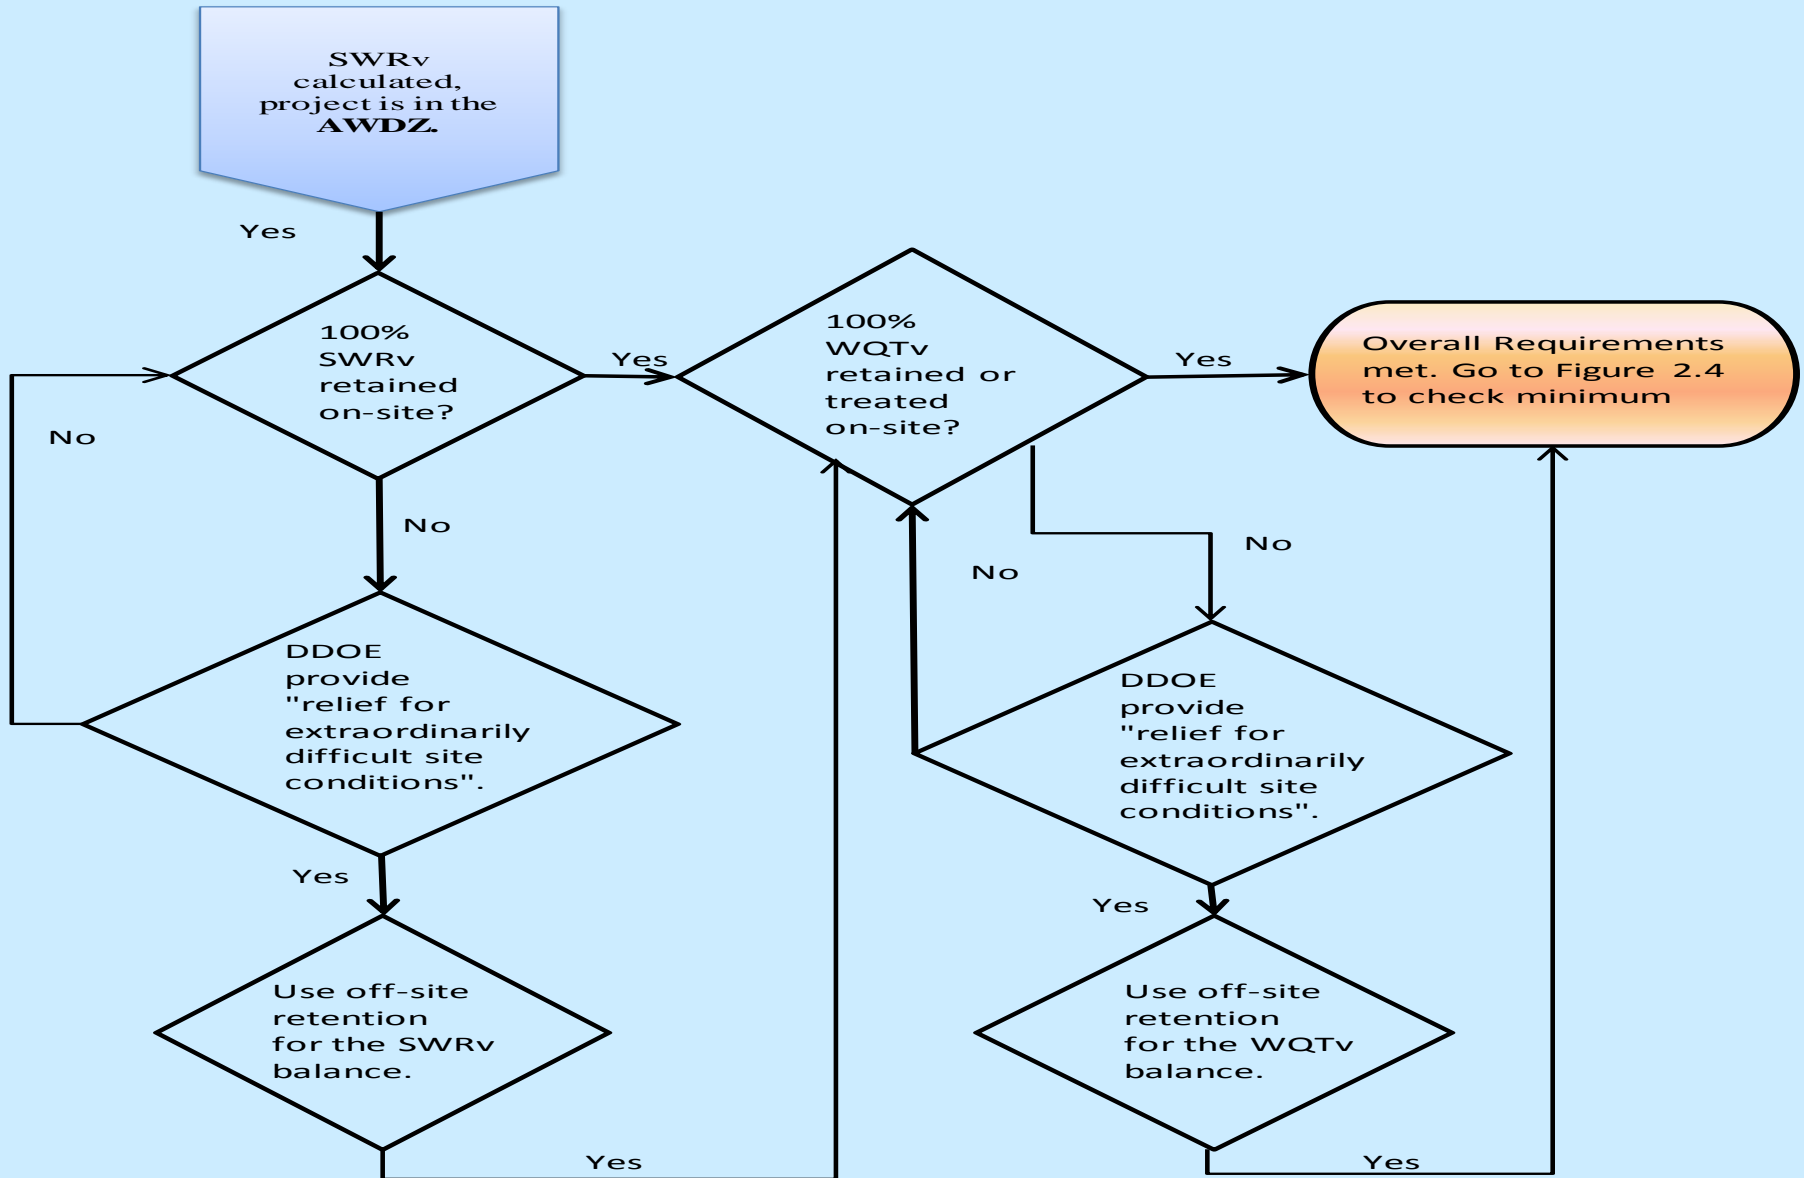 SWRv
calculated,
project is in the
AWDZ.
Yes
100%
SWRv
retained
on-site?
Yes
100%
WQTv
retained or
treated
on-site?
Yes
Overall Requirements
met. Go to Figure 2.4
to check minimum
No
No
No
No
DDOE
provide
"relief for
extraordinarily
difficult site
conditions".
DDOE
provide
"relief for
extraordinarily
difficult site
conditions".
Yes
Yes
Use off-site
retention
for the SWRv
balance.
Use off-site
retention
for the WQTv
balance.
Yes
Yes